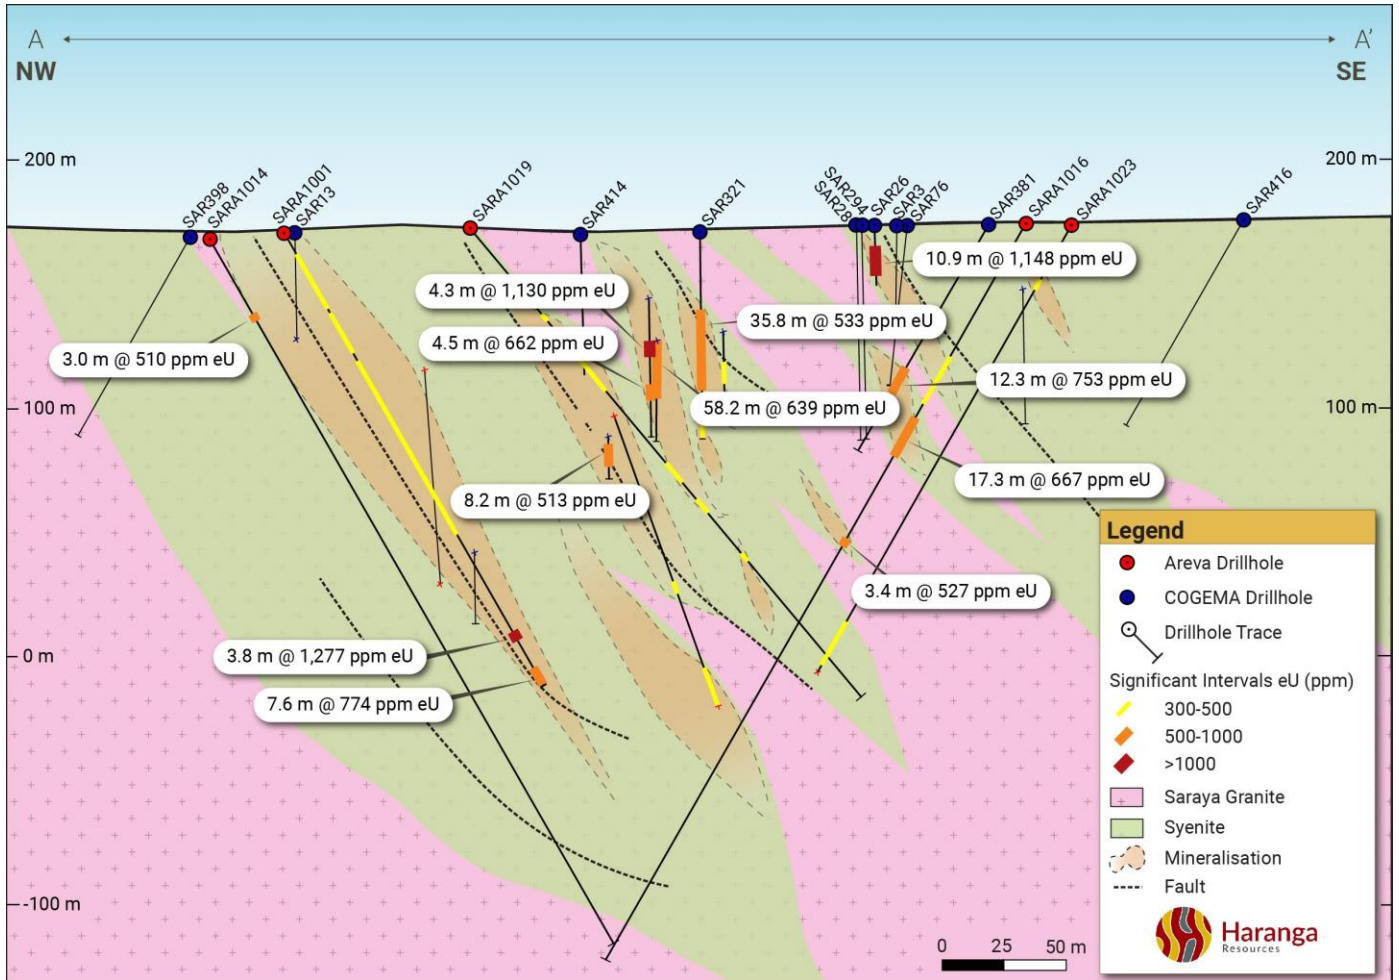 A
A'
NW
SE
200 m
200 m
SAR398
SARA1014
SARA1001
SAR13
SARA1019
SAR414
SAR321
SAR28
SAR294
SAR26
SAR3
SAR76
SAR381
SARA1016
SARA1023
SAR416
10.9 m @ 1,148 ppm eU
4.3 m @ 1,130 ppm eU
35.8 m @ 533 ppm eU
4.5 m @ 662 ppm eU
3.0 m @ 510 ppm eU
12.3 m @ 753 ppm eU
100 m
58.2 m @ 639 ppm eU
100 m
17.3 m @ 667 ppm eU
8.2 m @ 513 ppm eU
3.4 m @ 527 ppm eU
0 m
3.8 m @ 1,277 ppm eU
7.6 m @ 774 ppm eU
-100 m
Legend
Areva Drillhole
COGEMA Drillhole
Drillhole Trace
Significant Intervals eU (ppm)
300-500
500-1000
>1000
Saraya Granite
Syenite
Mineralisation
Fault
Haranga
Resources
0 25 50 m